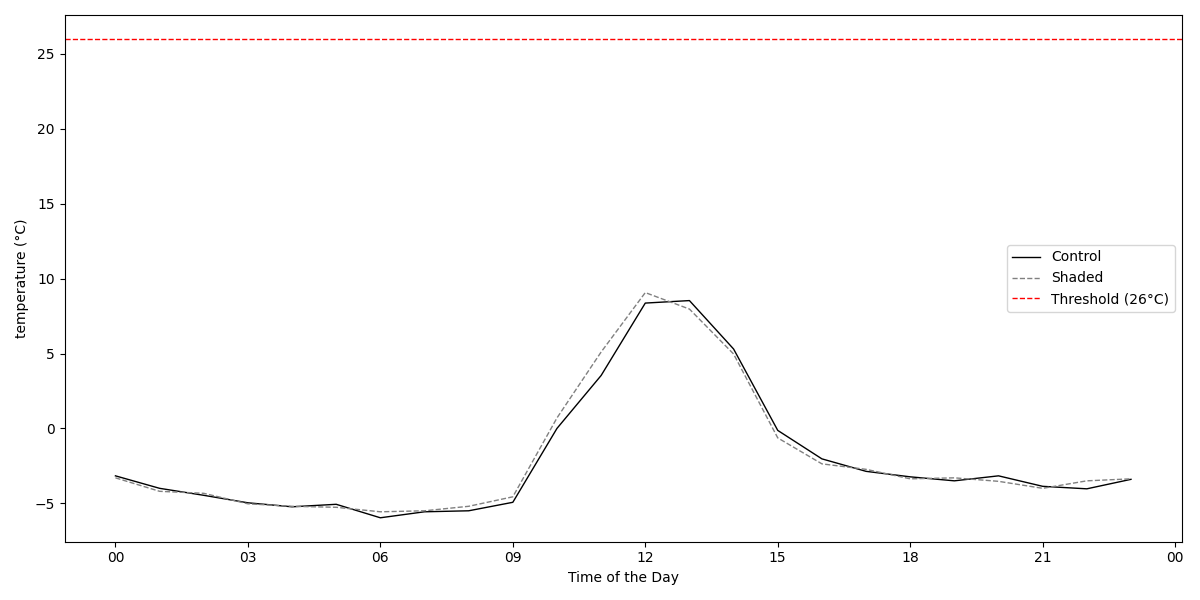 25
20
15
10
5
0
−5
temperature (°C)
Control
Shaded
Threshold (26°C)
00 03 06 09 12 15 18 21 00
Time of the Day